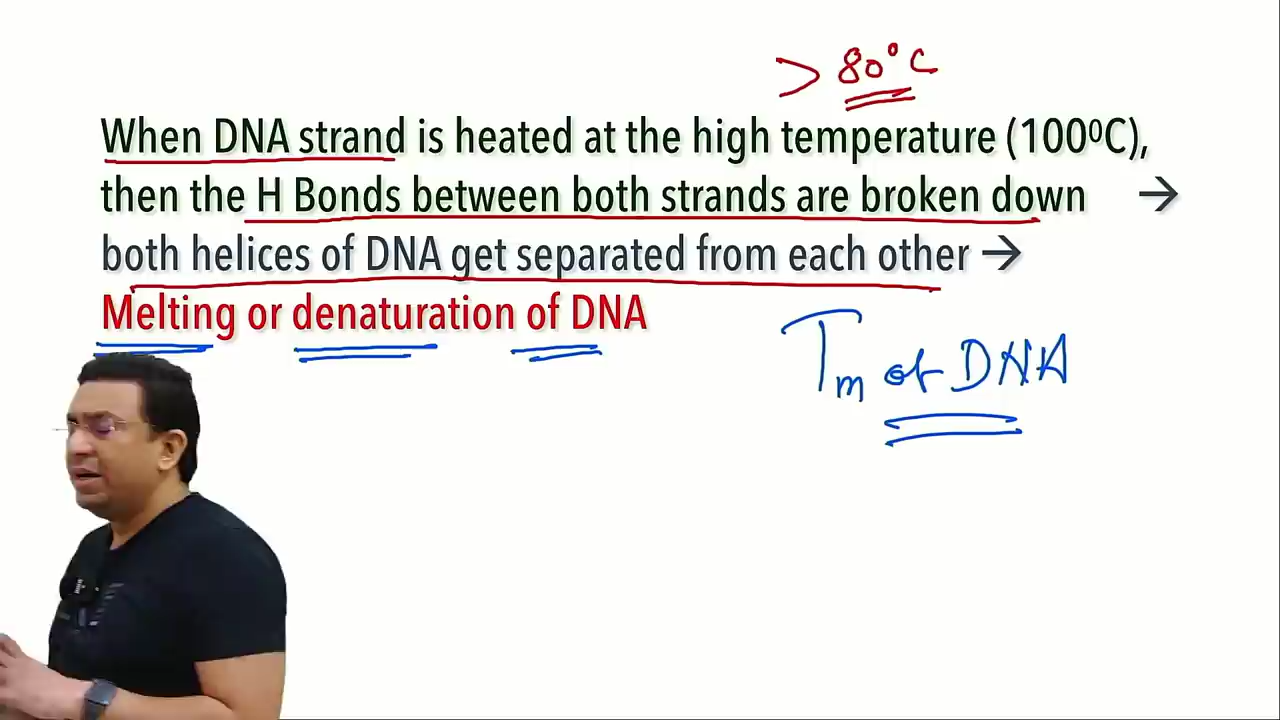 > 80°C
When DNA strand is heated at the high temperature (100⁰C),
then the H Bonds between both strands are broken down →
both helices of DNA get separated from each other →
Melting or denaturation of DNA
Tm of DNA